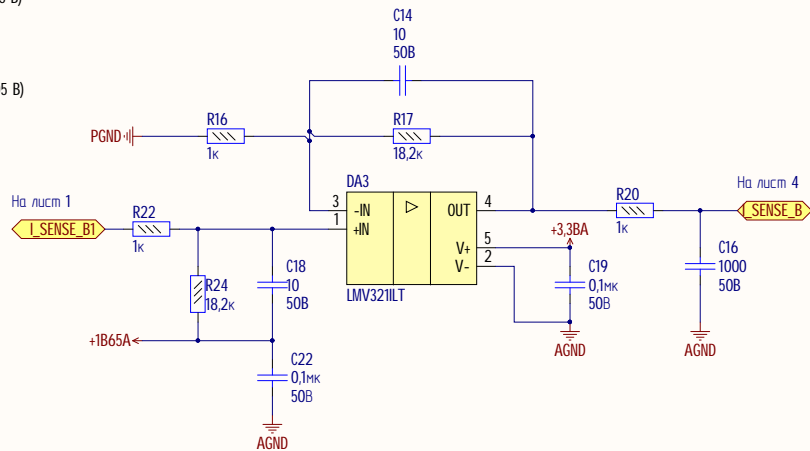 5 В)
C14
10
50В
R16
1к
PGND
R17
18,2к
DA3
3
-IN
1
+IN
OUT
4
V+
5
V-
2
LMV321ILT
На лист 1
I_SENSE_B1
R22
1к
R24
18,2к
C18
10
50В
+1В65А
C22
0,1мк
50В
AGND
+3,3ВА
C19
0,1мк
50В
AGND
R20
1к
На лист 4
I_SENSE_B
C16
1000
50В
AGND